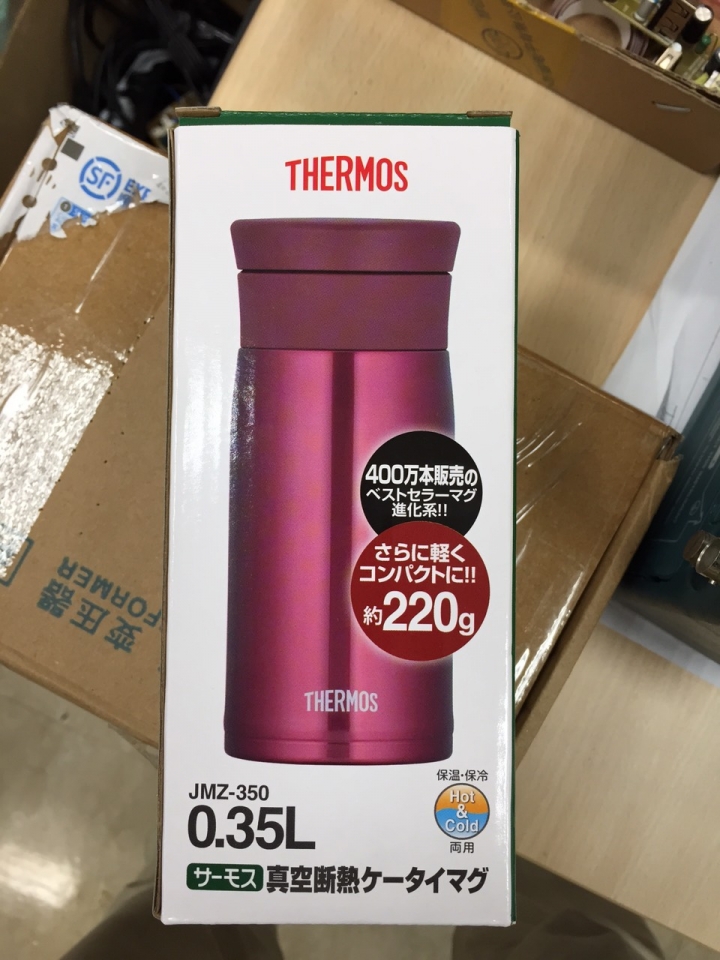 SF
THERMOS
400万本販売の
ベストセラーマグ
進化系!!
さらに軽く
コンパクトに!!
約220g
THERMOS
変压器
FORMER
JMZ-350
0.35L
保温・保冷
Hot
&
Cold
両用
サーモス 真空断熱ケータイマグ